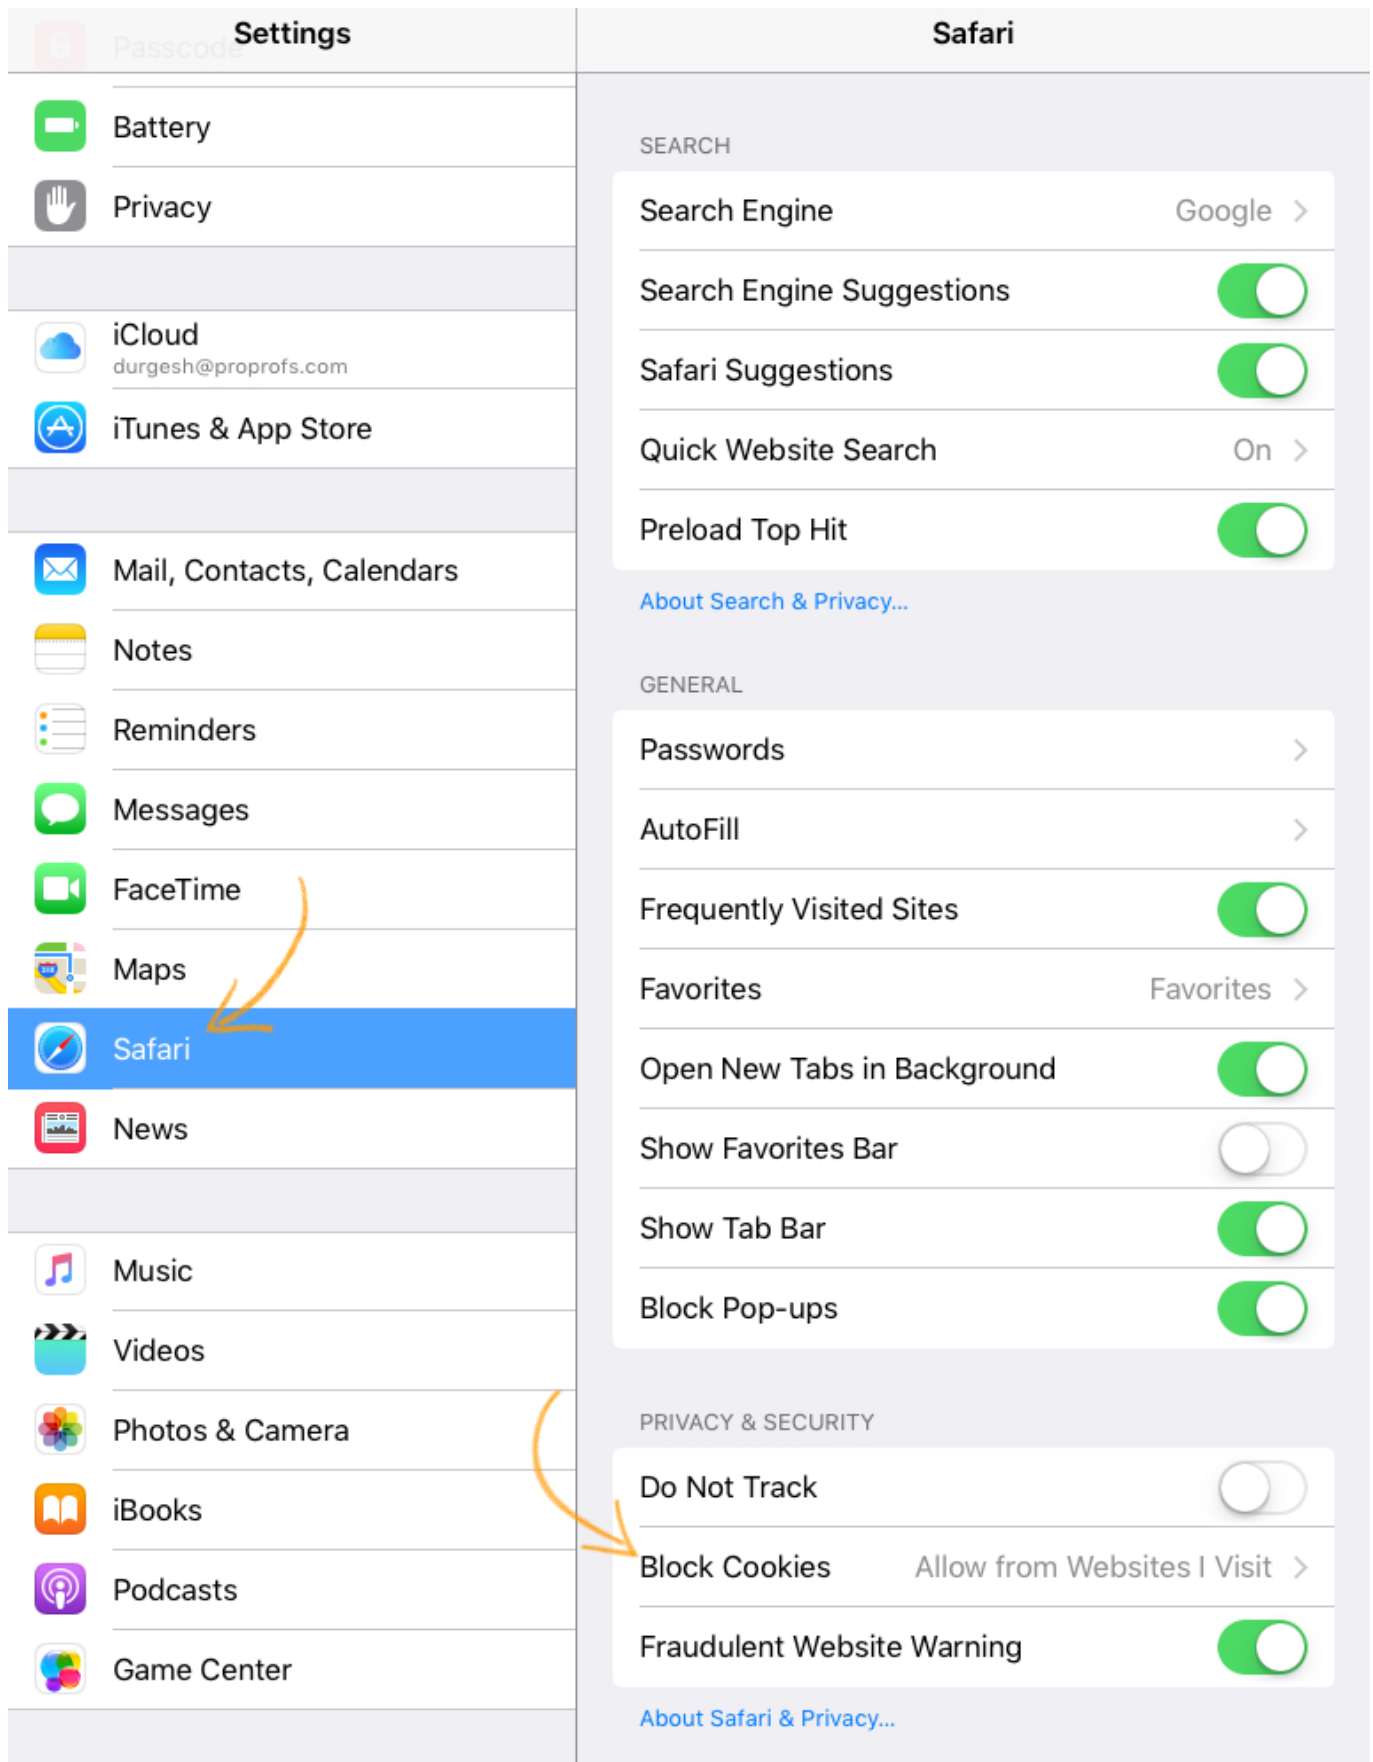 Settings
Passcode
Battery
Privacy
iCloud
durgesh@proprofs.com
iTunes & App Store
Mail, Contacts, Calendars
Notes
Reminders
Messages
FaceTime
Maps
Safari
News
Music
Videos
Photos & Camera
iBooks
Podcasts
Game Center
Safari
SEARCH
Search Engine Google
Search Engine Suggestions
Safari Suggestions
Quick Website Search On
Preload Top Hit
About Search & Privacy...
GENERAL
Passwords
AutoFill
Frequently Visited Sites
Favorites Favorites
Open New Tabs in Background
Show Favorites Bar
Show Tab Bar
Block Pop-ups
PRIVACY & SECURITY
Do Not Track
Block Cookies Allow from Websites I Visit
Fraudulent Website Warning
About Safari & Privacy...